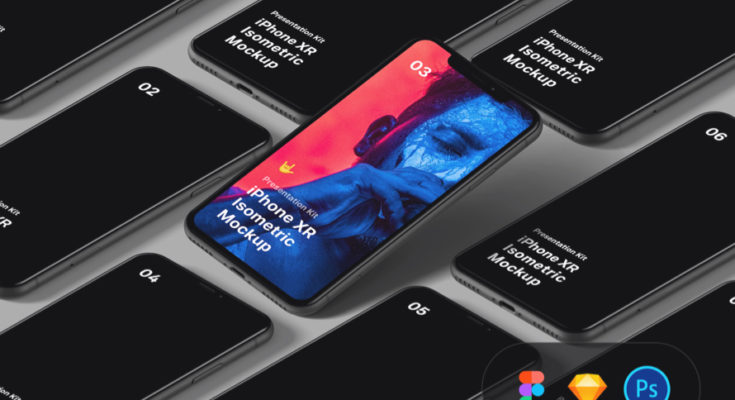 Presentation Kit
iPhone XR
Isometric
Mockup
Presentation Kit
iPhone XR
Isometric
Mockup
02
03
Presentation Kit
iPhone XR
Isometric
Mockup
06
Presentation Kit
iPhone XR
Isometric
Mockup
04
05
Ps